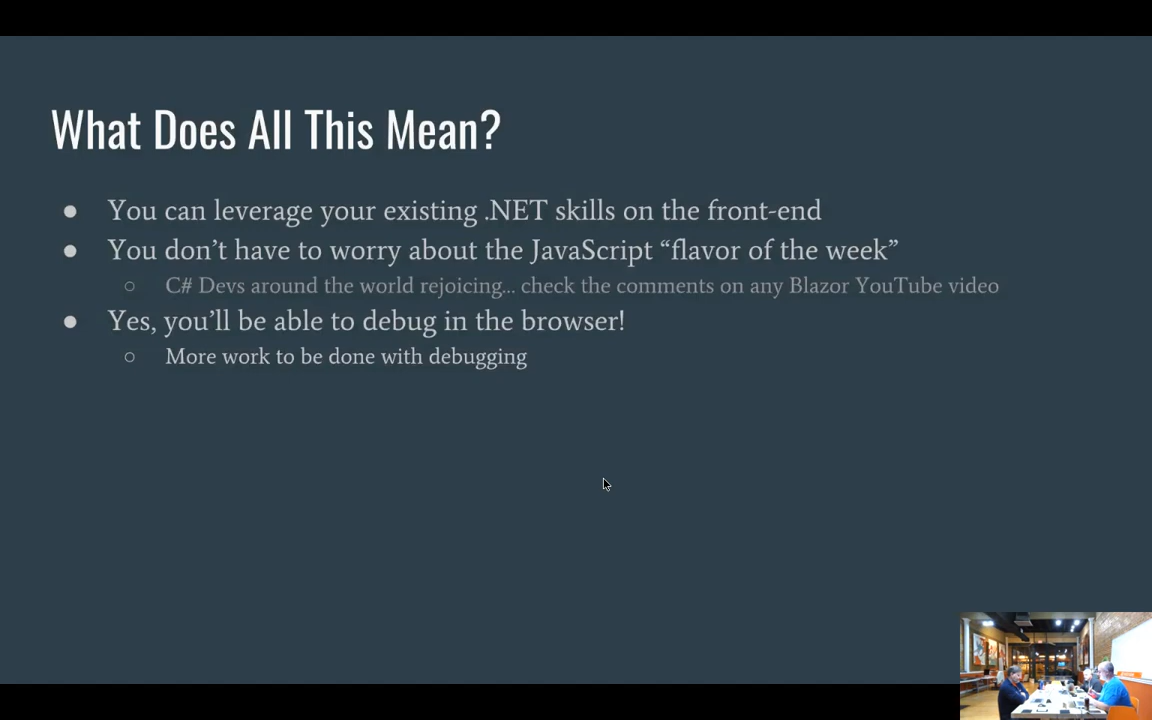 What Does All This Mean?
● You can leverage your existing .NET skills on the front-end
● You don’t have to worry about the JavaScript “flavor of the week”
○ C# Devs around the world rejoicing... check the comments on any Blazor YouTube video
● Yes, you’ll be able to debug in the browser!
○ More work to be done with debugging